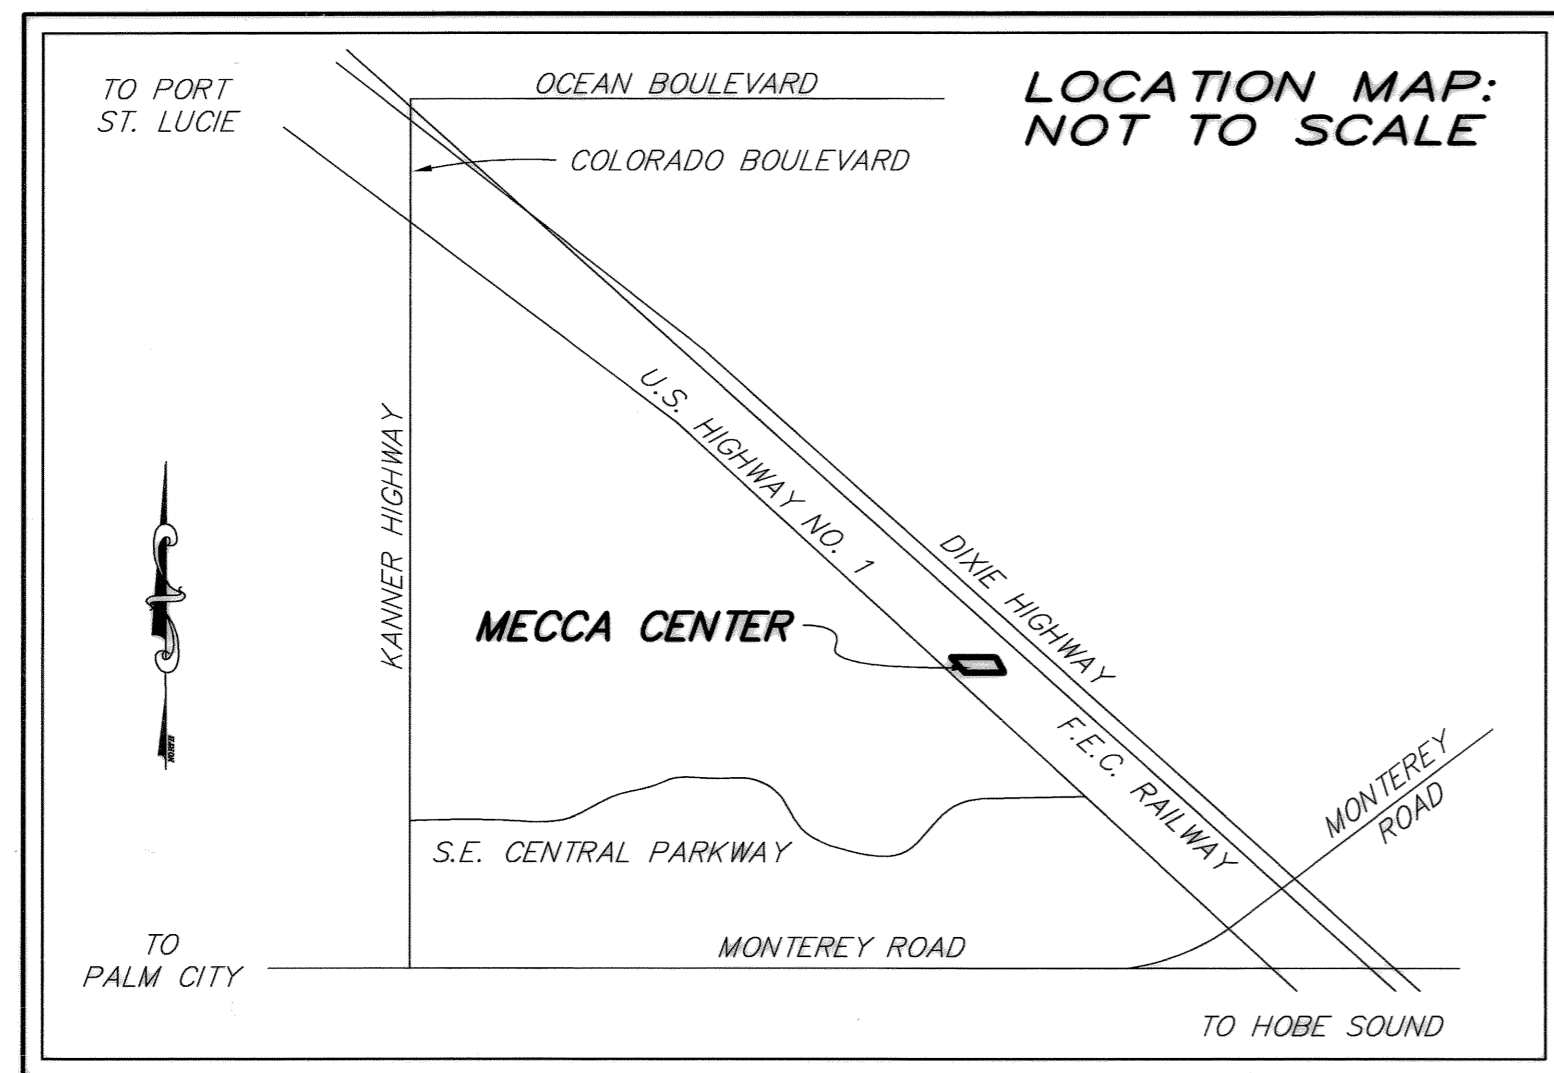 TO PORT
ST. LUCIE
OCEAN BOULEVARD
LOCATION MAP:
NOT TO SCALE
COLORADO BOULEVARD
KANNER HIGHWAY
U.S. HIGHWAY NO. 1
DIXIE HIGHWAY
MECCA CENTER
F.E.C. RAILWAY
NORTH
MONTEREY
ROAD
S.E. CENTRAL PARKWAY
TO
PALM CITY
MONTEREY ROAD
TO HOBE SOUND